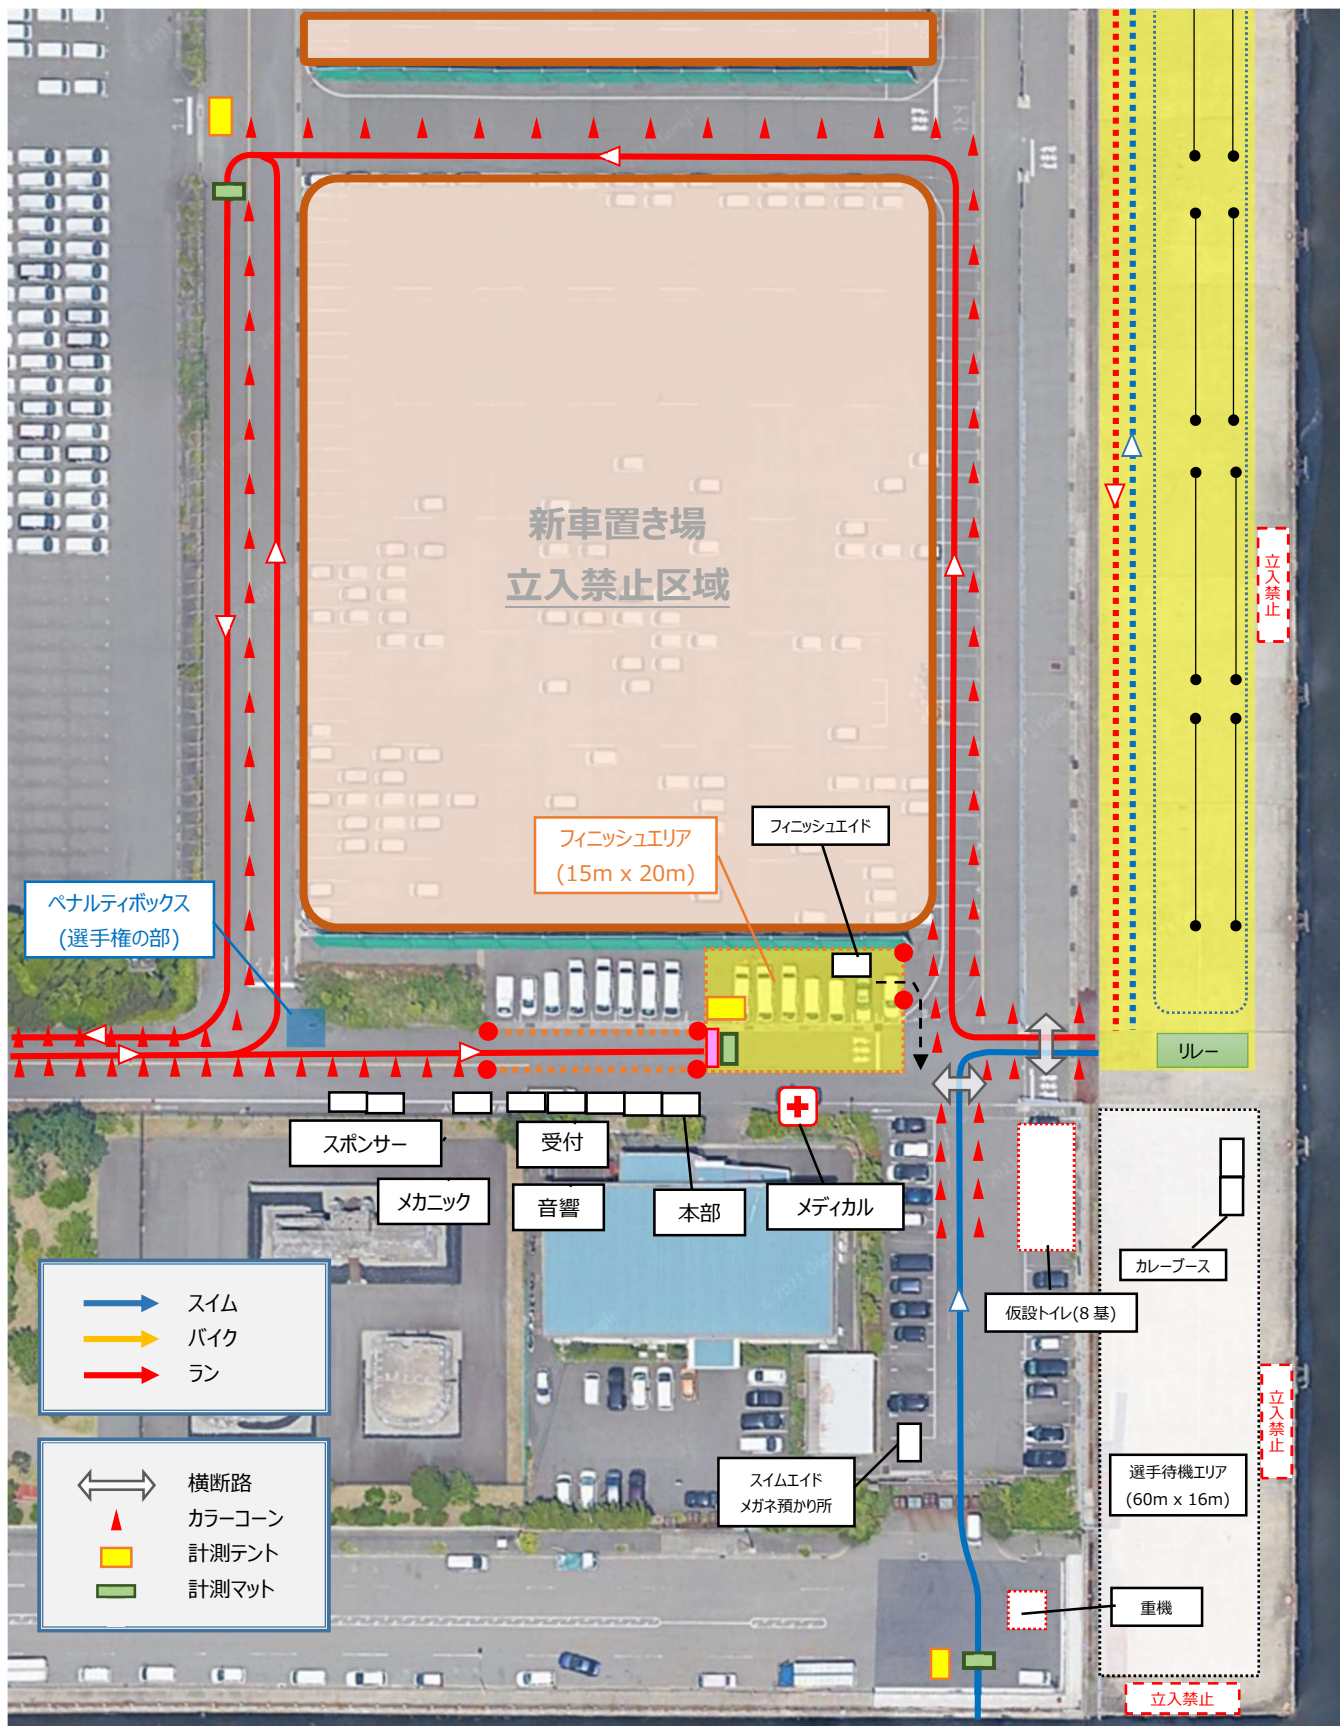 新車置き場
立入禁止区域
立入禁止
フィニッシュエイド
フィニッシュエリア
(15m x 20m)
ペナルティボックス
(選手権の部)
リレー
スポンサー
受付
メカニック
音響
本部
メディカル
カレーブース
仮設トイレ(8 基)
スイム
バイク
ラン
立入禁止
選手待機エリア
(60m x 16m)
スイムエイド
メガネ預かり所
横断路
カラーコーン
計測テント
計測マット
重機
立入禁止